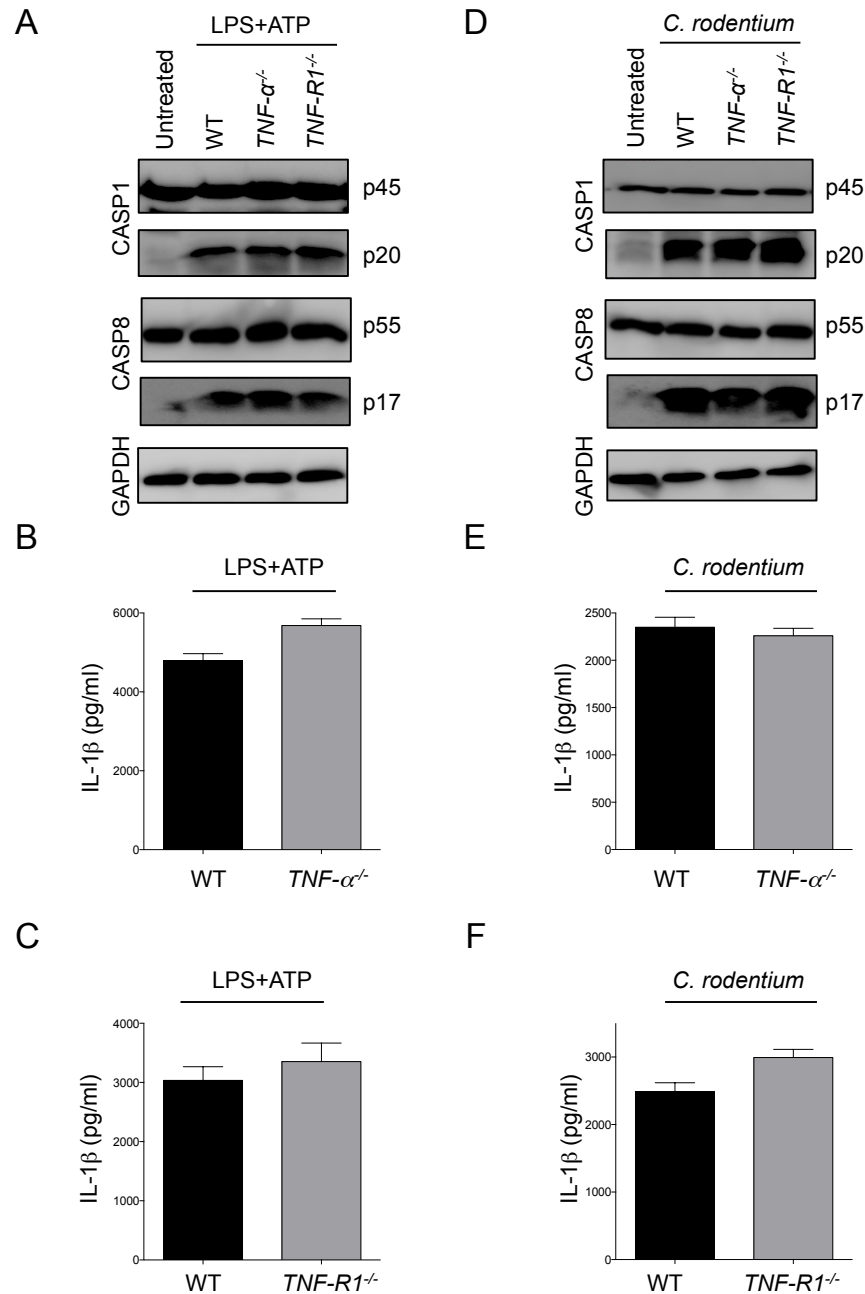 A
LPS+ATP
Untreated
WT
TNF-α-/-
TNF-R1-/-
CASP1
p45
p20
CASP8
p55
p17
GAPDH
D
C. rodentium
Untreated
WT
TNF-α-/-
TNF-R1-/-
CASP1
p45
p20
CASP8
p55
p17
GAPDH
B
LPS+ATP
IL-1β (pg/ml)
6000
4000
2000
0
WT TNF-α-/-
E
C. rodentium
IL-1β (pg/ml)
2500
2000
1500
1000
500
0
WT TNF-α-/-
C
LPS+ATP
IL-1β (pg/ml)
4000
3000
2000
1000
0
WT TNF-R1-/-
F
C. rodentium
IL-1β (pg/ml)
3000
2000
1000
0
WT TNF-R1-/-